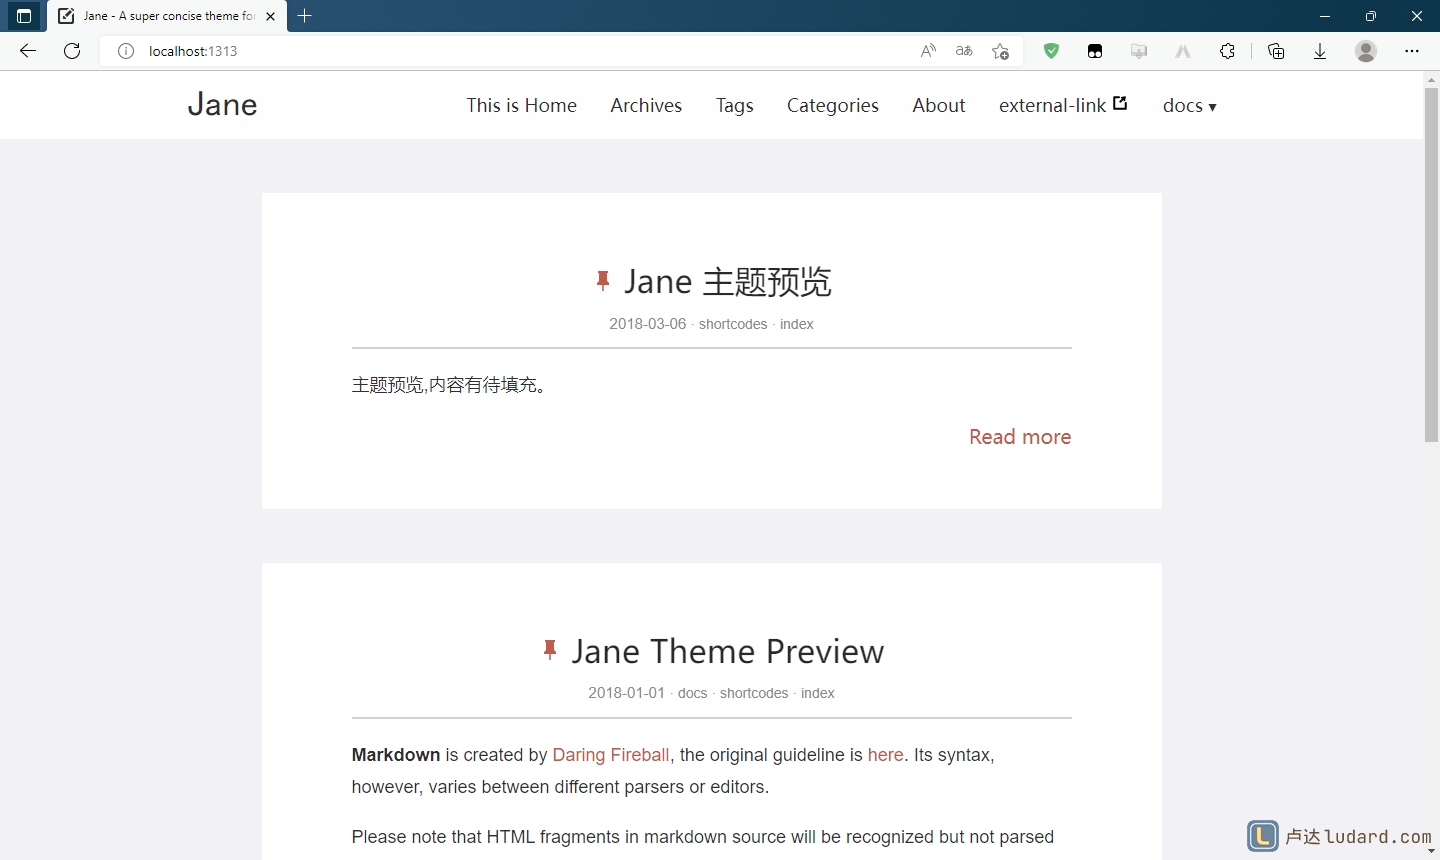 Jane - A super concise theme for
localhost:1313
Jane
This is Home Archives Tags Categories About external-link docs ▾
Jane 主题预览
2018-03-06 · shortcodes · index
主题预览,内容有待填充。
Read more
Jane Theme Preview
2018-01-01 · docs · shortcodes · index
Markdown is created by Daring Fireball, the original guideline is here. Its syntax,
however, varies between different parsers or editors.
Please note that HTML fragments in markdown source will be recognized but not parsed
L 卢达 ludard.com